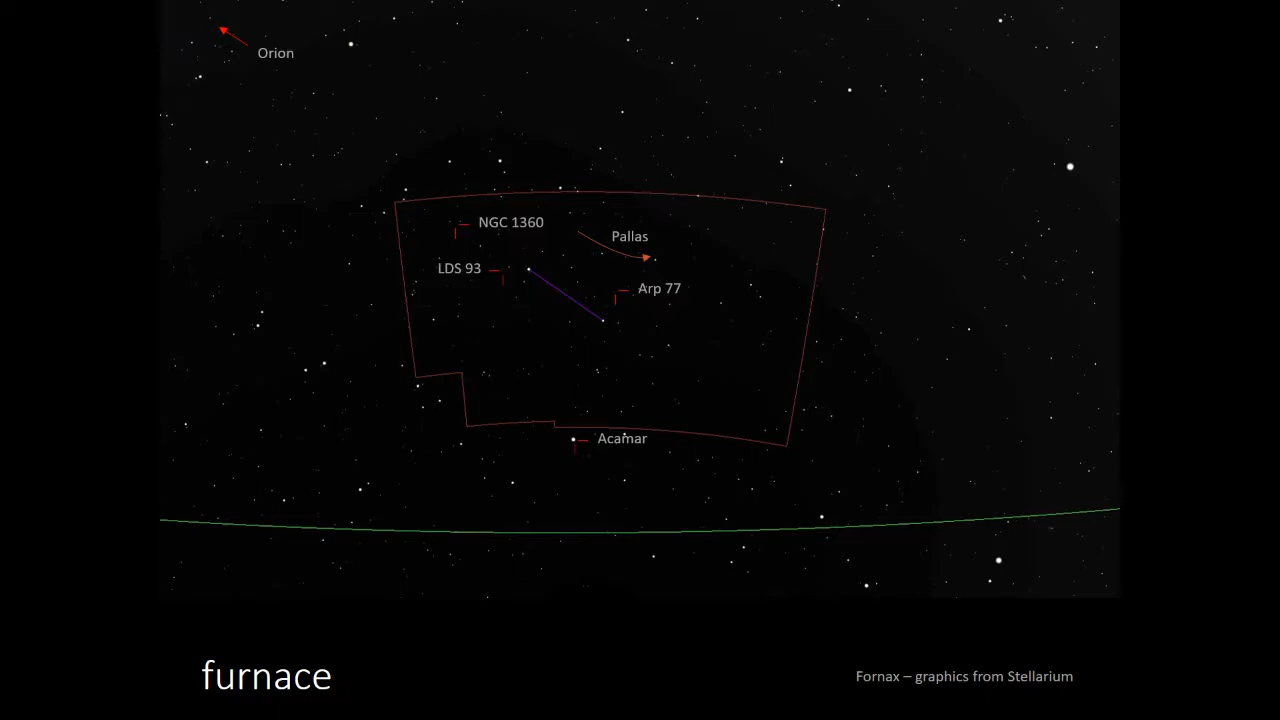 Orion
NGC 1360
Pallas
LDS 93
Arp 77
Acamar
furnace
Fornax – graphics from Stellarium